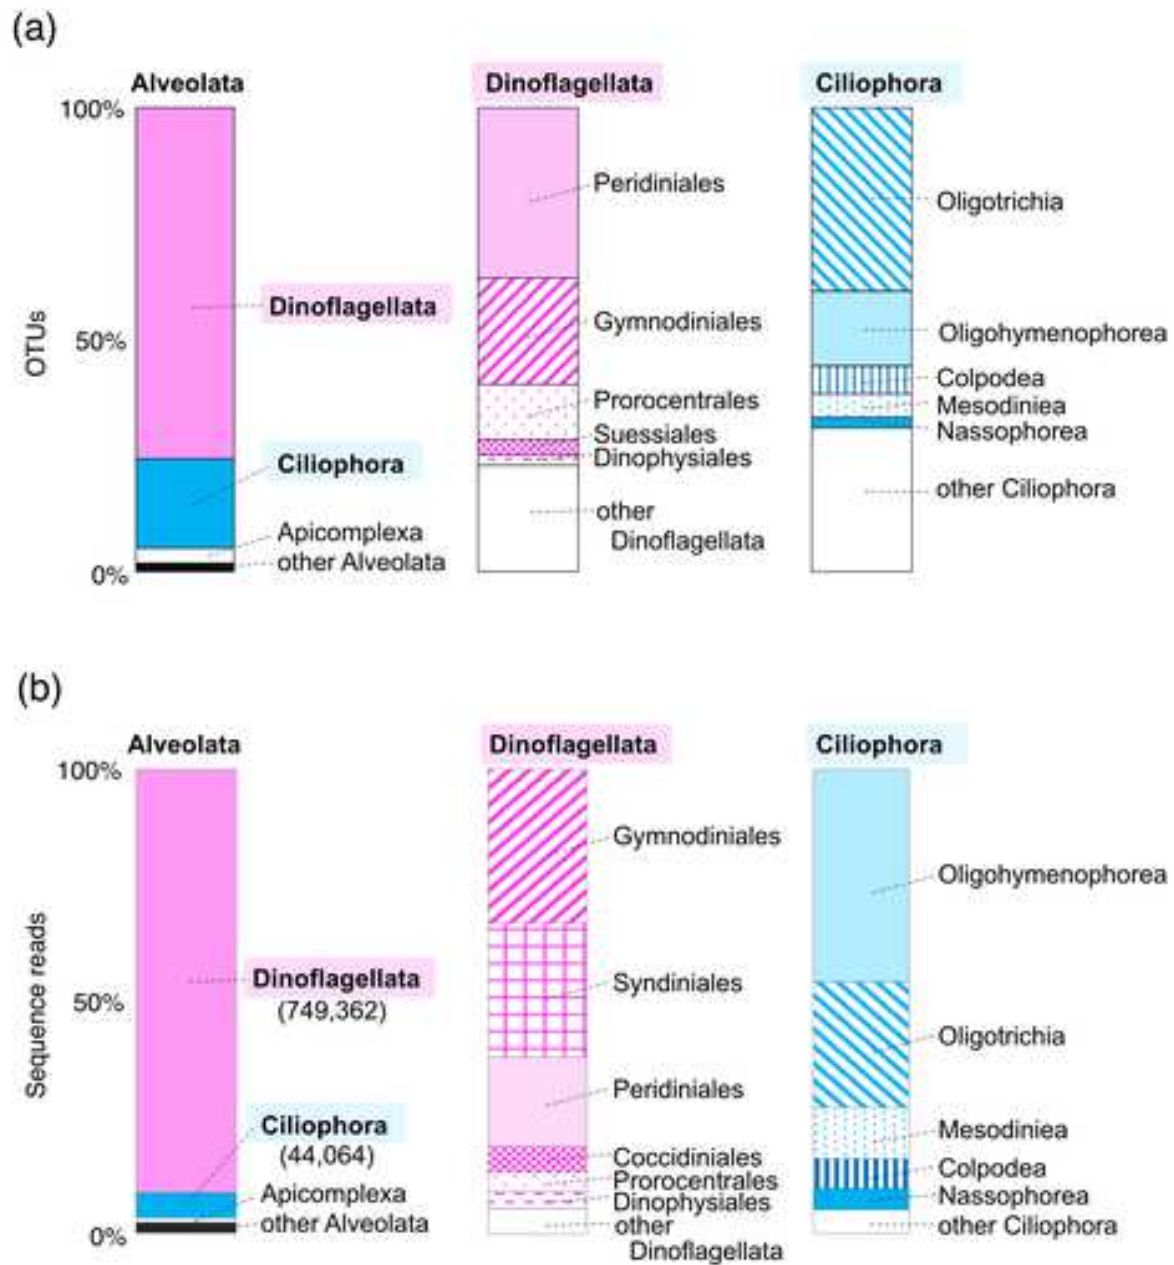 (a)
Alveolata
Dinoflagellata
Ciliophora
100%
50%
0%
OTUs
Dinoflagellata
Ciliophora
Apicomplexa
other Alveolata
Peridiniales
Gymnodiniales
Prorocentrales
Suessiales
Dinophysiales
other
Dinoflagellata
Oligotrichia
Oligohymenophorea
Colpodea
Mesodiniea
Nassophorea
other Ciliophora
(b)
Alveolata
Dinoflagellata
Ciliophora
100%
50%
0%
Sequence reads
Dinoflagellata
(749,362)
Ciliophora
(44,064)
Apicomplexa
other Alveolata
Gymnodiniales
Syndiniales
Peridiniales
Coccidiniales
Prorocentrales
Dinophysiales
other
Dinoflagellata
Oligohymenophorea
Oligotrichia
Mesodiniea
Colpodea
Nassophorea
other Ciliophora